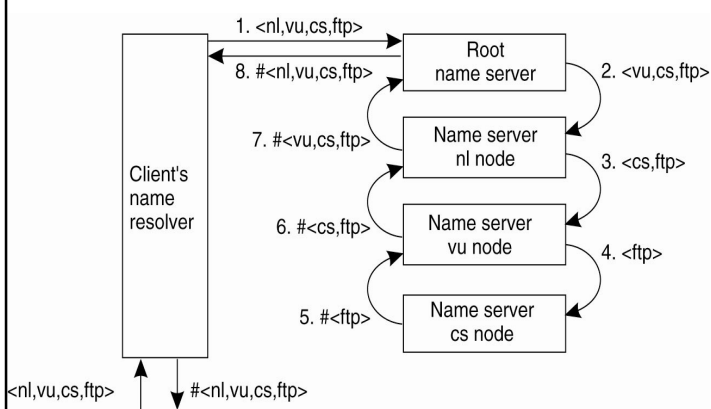 1. <nl,vu,cs,ftp>
Root
name server
8. #<nl,vu,cs,ftp>
2. <vu,cs,ftp>
7. #<vu,cs,ftp>
Name server
nl node
3. <cs,ftp>
Client's
name
resolver
6. #<cs,ftp>
Name server
vu node
4. <ftp>
5. #<ftp>
Name server
cs node
<nl,vu,cs,ftp>
#<nl,vu,cs,ftp>